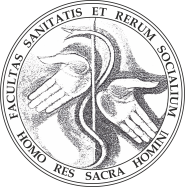 FACULTAS SANITATIS ET RERUM SOCIALIUM
HOMO RES SACRA HOMINI